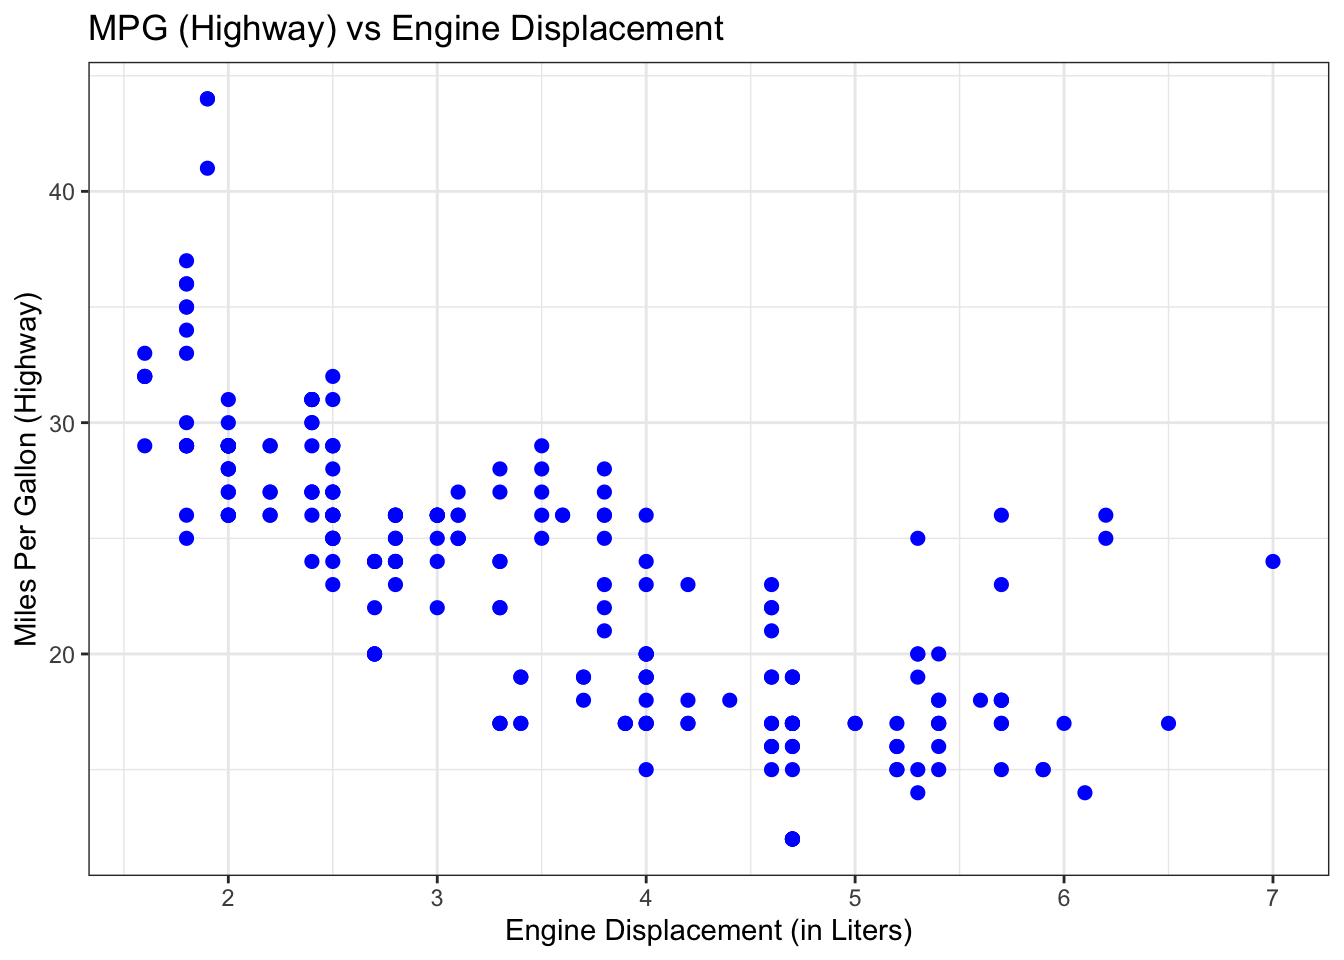 MPG (Highway) vs Engine Displacement
Miles Per Gallon (Highway)
40
30
20
2 3 4 5 6 7
Engine Displacement (in Liters)